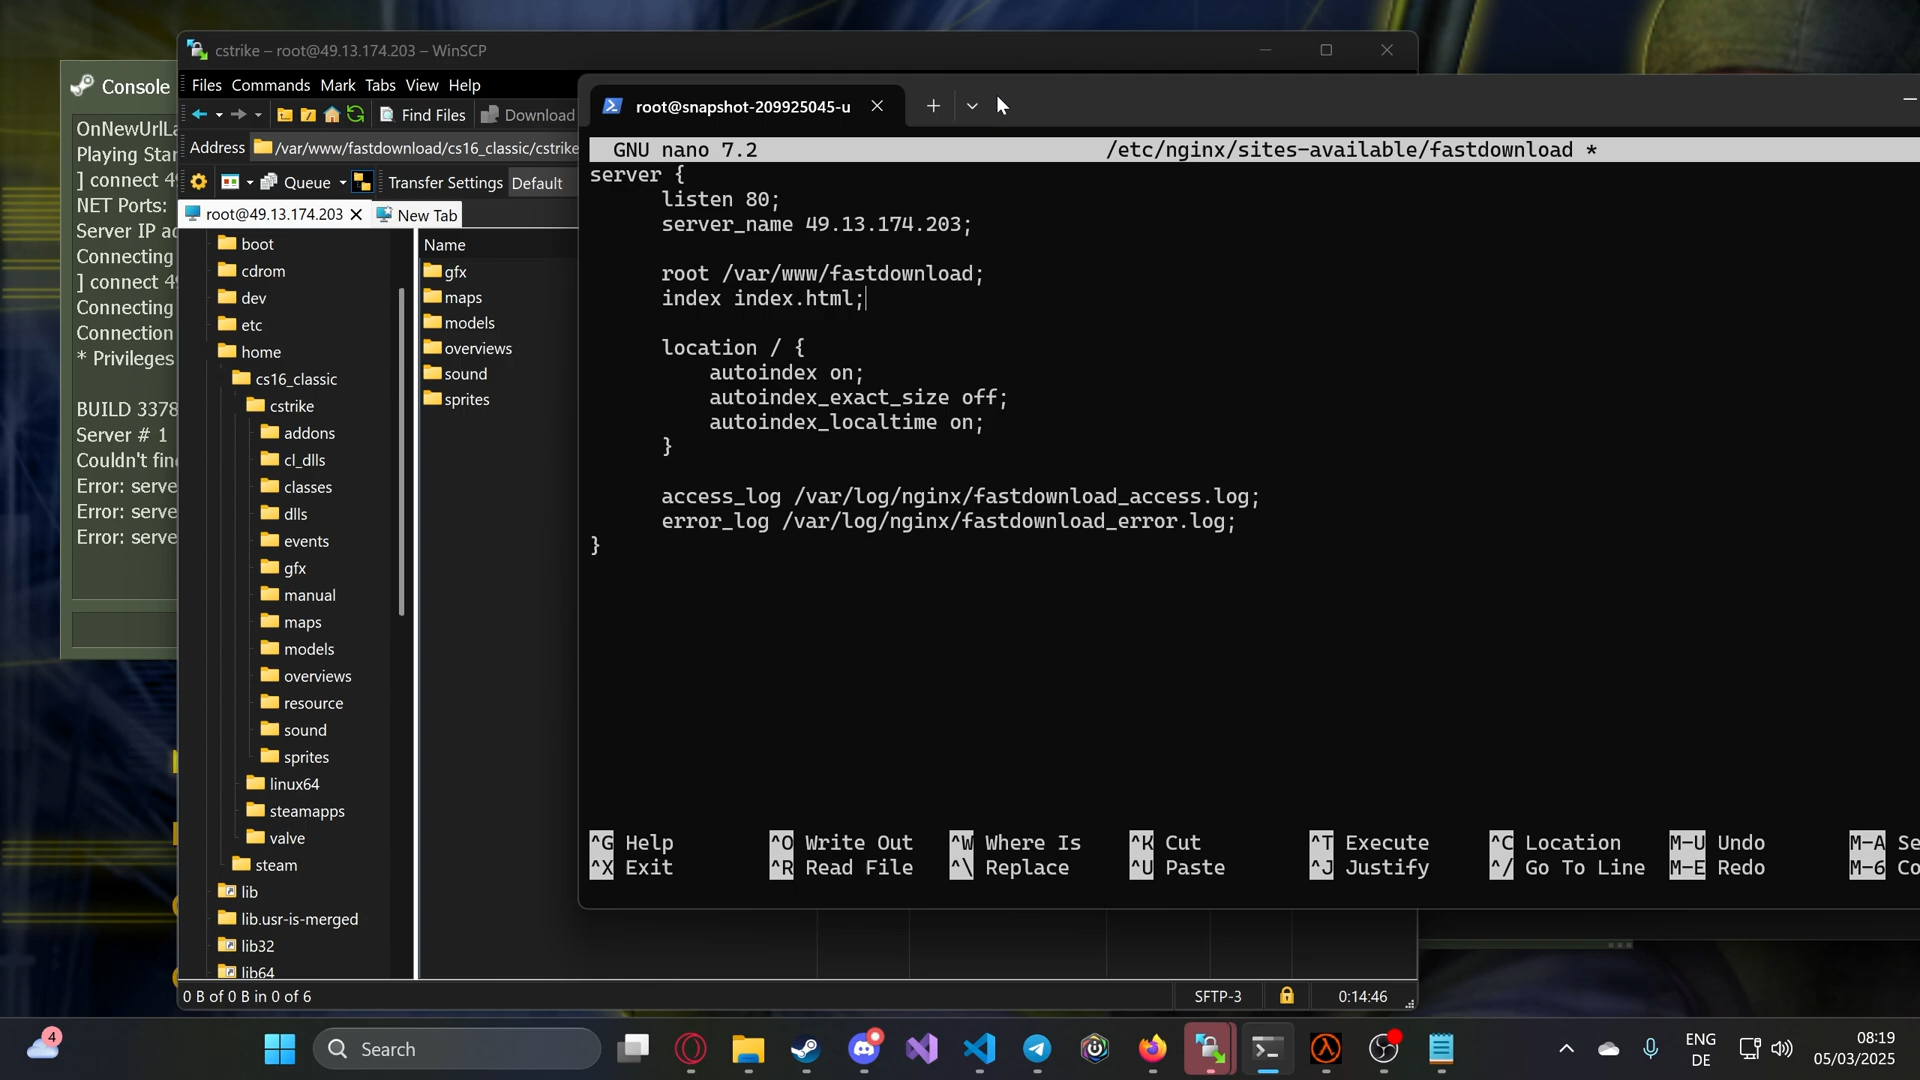 cstrike – root@49.13.174.203 – WinSCP
Files Commands Mark Tabs View Help
Find Files Download
Address /var/www/fastdownload/cs16_classic/cstrike
Queue Transfer Settings Default
root@49.13.174.203 New Tab
boot
cdrom
dev
etc
home
cs16_classic
cstrike
addons
cl_dlls
classes
dlls
events
gfx
manual
maps
models
overviews
resource
sound
sprites
linux64
steamapps
valve
steam
lib
lib.usr-is-merged
lib32
lib64
Name
gfx
maps
models
overviews
sound
sprites
0 B of 0 B in 0 of 6
SFTP-3
0:14:46
Console
Playing
] connect
NET Ports:
Server IP
Connecting
] connect
Connecting
Connection
* Privileges
BUILD
Server # 1
Couldn't
Error:
Error:
Error:
root@snapshot-209925045-u
GNU nano 7.2 /etc/nginx/sites-available/fastdownload *
server {
listen 80;
server_name 49.13.174.203;
root /var/www/fastdownload;
index index.html;
location / {
autoindex on;
autoindex_exact_size off;
autoindex_localtime on;
}
access_log /var/log/nginx/fastdownload_access.log;
error_log /var/log/nginx/fastdownload_error.log;
}
^G Help ^O Write Out ^W Where Is ^K Cut ^T Execute ^C Location M-U Undo M-A
^X Exit ^R Read File ^\ Replace ^U Paste ^J Justify ^/ Go To Line M-E Redo M-6
4
Search
ENG
DE
08:19
05/03/2025